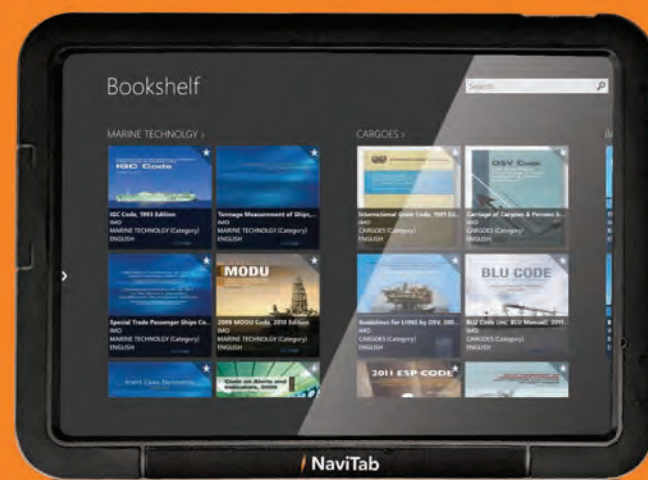 Bookshelf
Search
MARINE TECHNOLGY ›
CARGOES ›
BA
IGC Code
IGC Code, 1993 Edition
IMO
MARINE TECHNOLOGY (Category)
ENGLISH
Tonnage Measurement of Ships,...
IMO
MARINE TECHNOLOGY (Category)
ENGLISH
International Grain Code, 1991 Ed...
IMO
CARGOES (Category)
ENGLISH
OSV Code
Carriage of Cargoes & Persons b...
IMO
CARGOES (Category)
ENGLISH
Special Trade Passenger Ships Co...
IMO
MARINE TECHNOLOGY (Category)
ENGLISH
MODU
2009 MODU Code, 2010 Edition
IMO
MARINE TECHNOLOGY (Category)
ENGLISH
Guidelines for LHNS by OSV, 200...
IMO
CARGOES (Category)
ENGLISH
BLU CODE
BLU Code (inc. BLU Manual), 2011...
IMO
CARGOES (Category)
ENGLISH
Code on Alerts and
Indicators, 2009
2011 ESP CODE
NaviTab